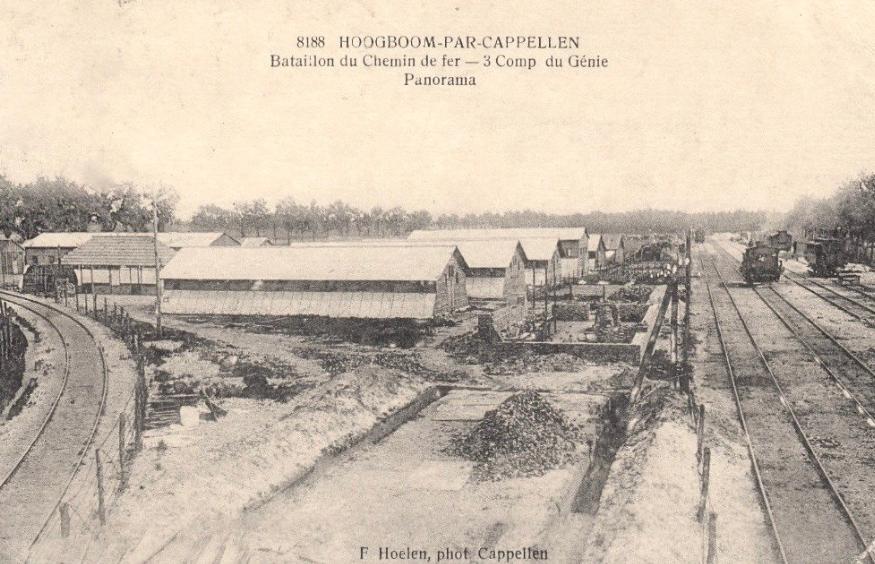 8188 HOOGBOOM-PAR-CAPPELLEN
Bataillon du Chemin de fer — 3 Comp du Génie
Panorama
F Hoelen, phot Cappellen